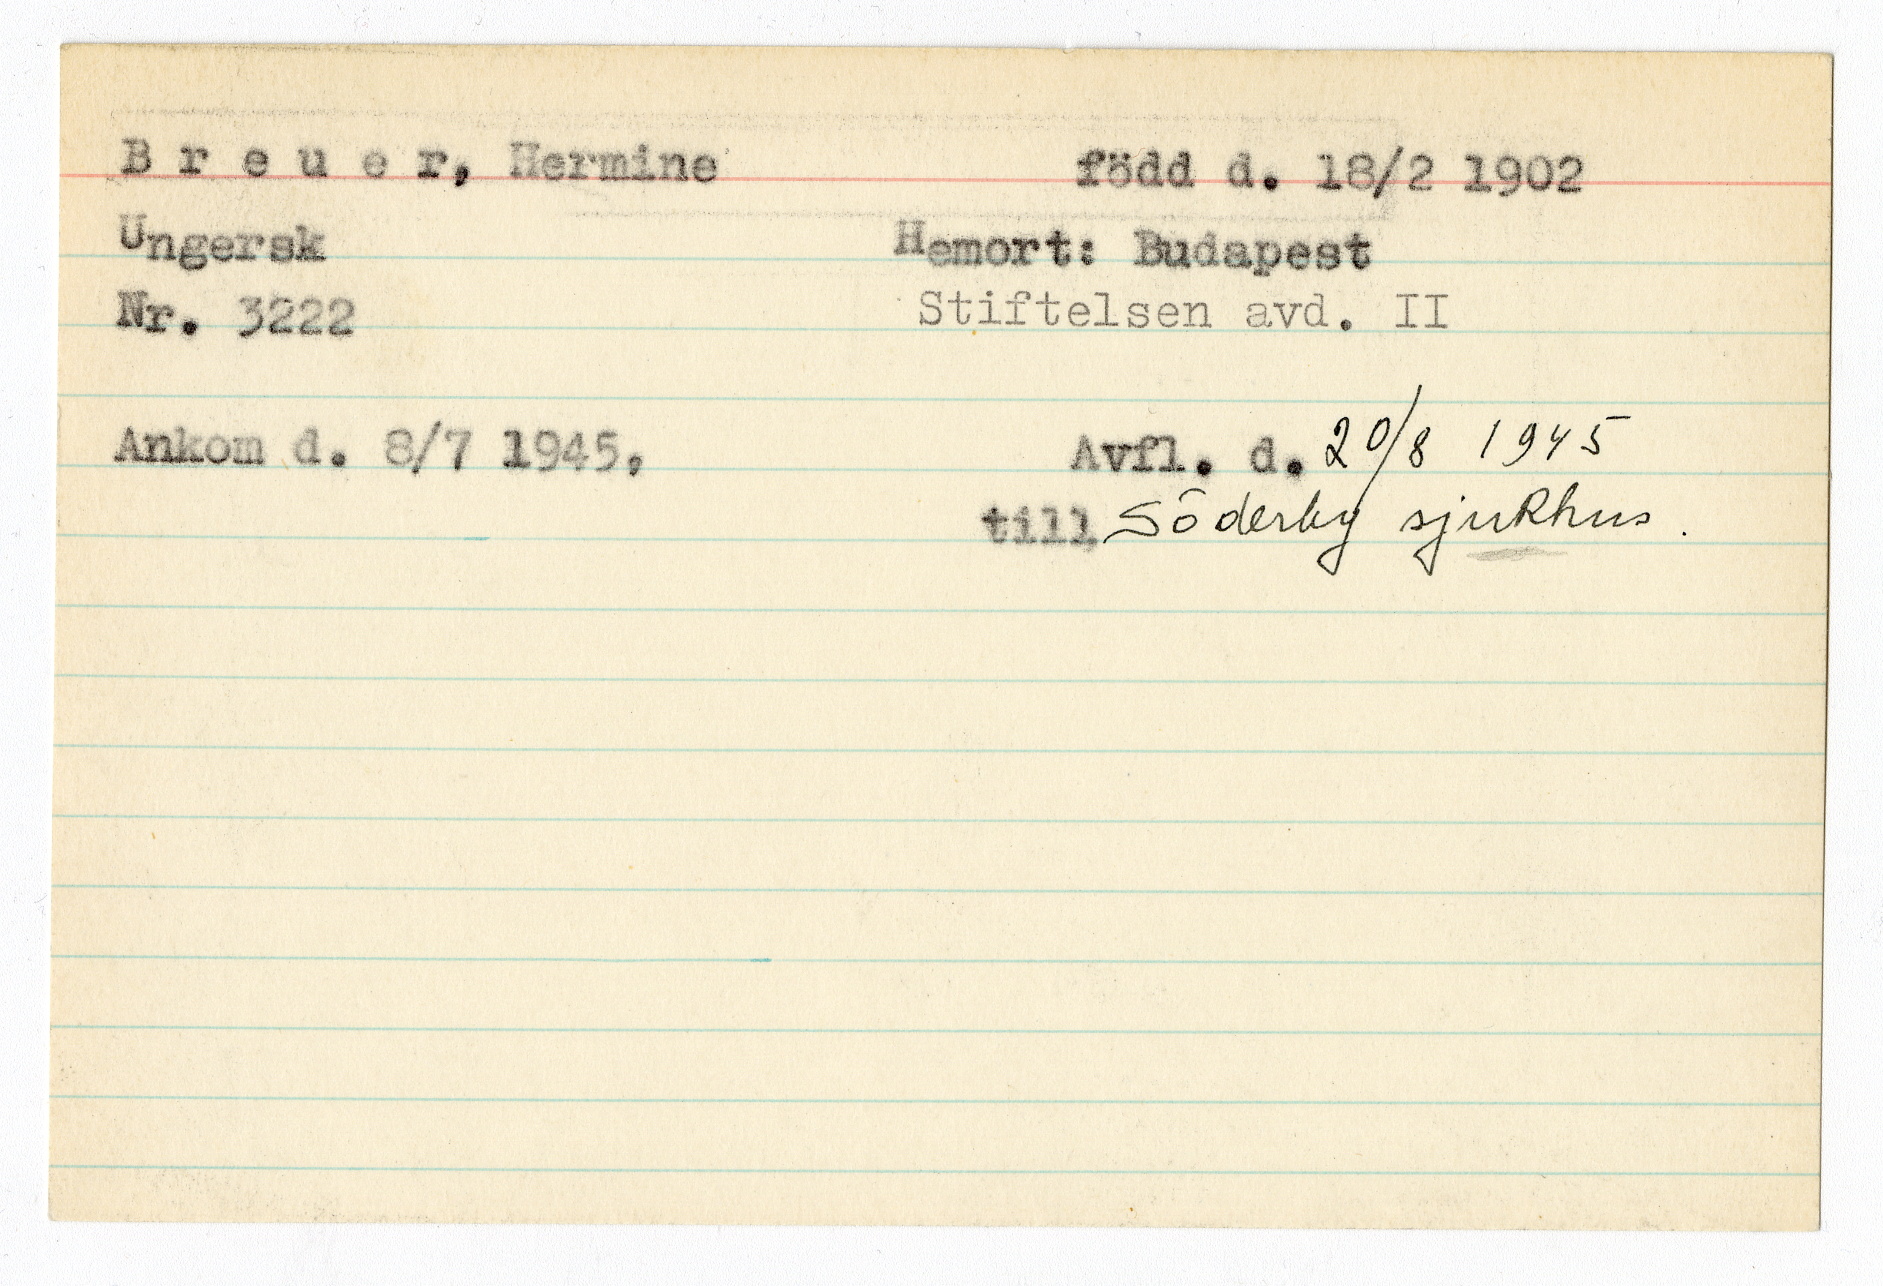 B r e u e r, Hermine född d. 18/2 1902
Ungersk Hemort: Budapest
Nr. 3222 Stiftelsen avd. II
Ankom d. 8/7 1945, Avfl. d. 20/8 1945
till Söderby sjukhus.